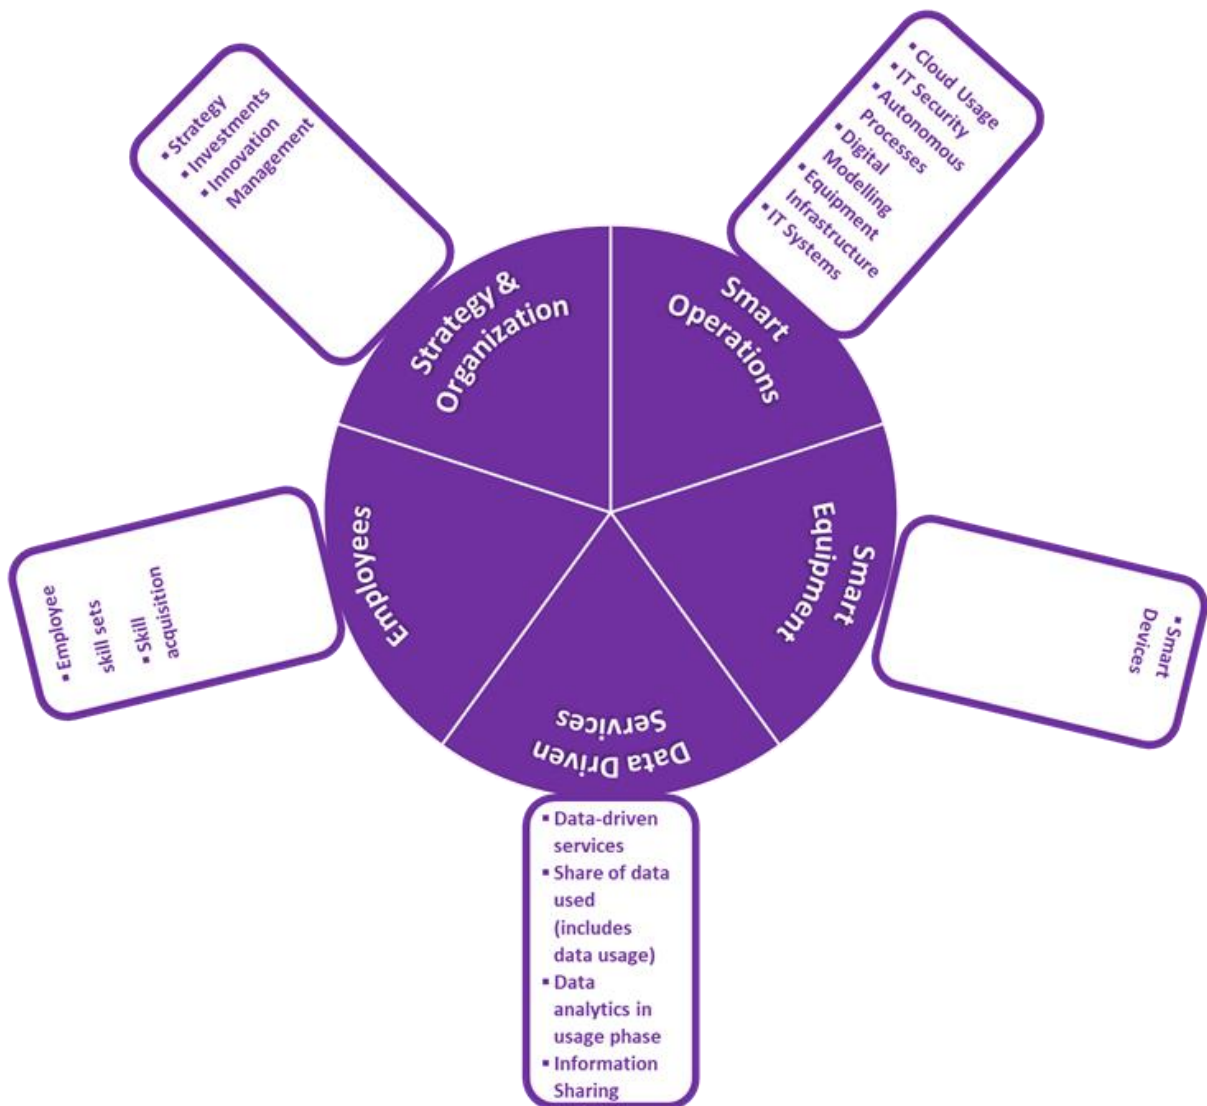 ▪ Strategy
▪ Investments
▪ Innovation
Management
▪ Cloud Usage
▪ IT Security
▪ Autonomous
Processes
▪ Digital
Modelling
▪ Equipment
Infrastructure
▪ IT Systems
Strategy &
Organization
Smart
Operations
Employees
Smart
Equipment
Data Driven
Services
▪ Employee
skill sets
▪ Skill
acquisition
▪ Smart
Devices
▪ Data-driven
services
▪ Share of data
used
(includes
data usage)
▪ Data
analytics in
usage phase
▪ Information
Sharing